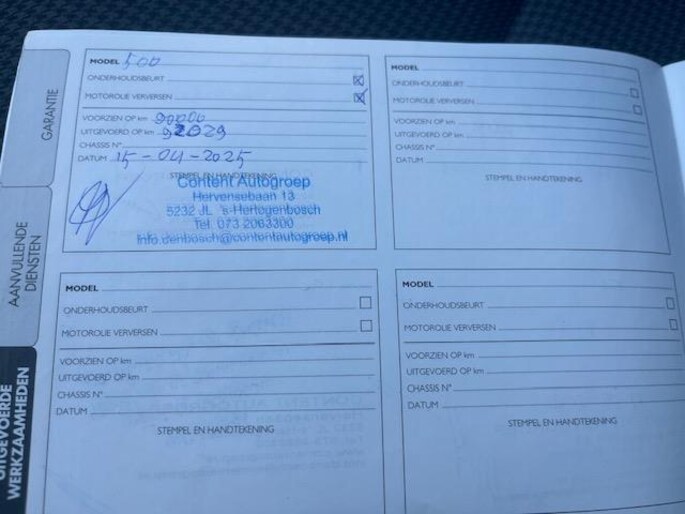 GARANTIE
AANVULLENDE
DIENSTEN
UITGEVOERDE
WERKZAAMHEDEN
MODEL 500
ONDERHOUDSBEURT
MOTOROLIE VERVERSEN
VOORZIEN OP km 90000
UITGEVOERD OP km 92029
CHASSIS N°
DATUM 15-04-2025
STEMPEL EN HANDTEKENING
Content Autogroep
Hervensebaan 13
5232 JL 's-Hertogenbosch
Tel. 073 2063300
info.denbosch@contentautogroep.nl
MODEL
ONDERHOUDSBEURT
MOTOROLIE VERVERSEN
VOORZIEN OP km
UITGEVOERD OP km
CHASSIS N°
DATUM
STEMPEL EN HANDTEKENING
MODEL
ONDERHOUDSBEURT
MOTOROLIE VERVERSEN
VOORZIEN OP km
UITGEVOERD OP km
CHASSIS N°
DATUM
STEMPEL EN HANDTEKENING
MODEL
ONDERHOUDSBEURT
MOTOROLIE VERVERSEN
VOORZIEN OP km
UITGEVOERD OP km
CHASSIS N°
DATUM
STEMPEL EN HANDTEKENING